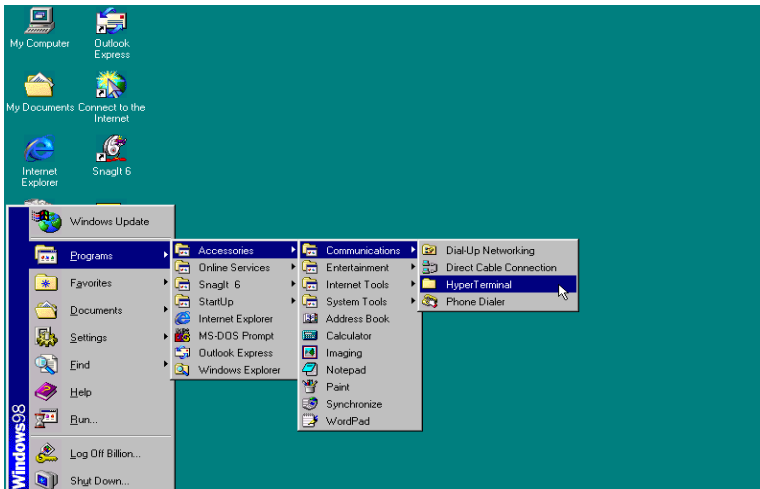 My Computer
Outlook
Express
My Documents
Connect to the
Internet
Internet
Explorer
SnagIt 6
Windows98
Windows Update
Programs
Favorites
Documents
Settings
Find
Help
Run...
Log Off Billion...
Shut Down...
Accessories
Online Services
SnagIt 6
StartUp
Internet Explorer
MS-DOS Prompt
Outlook Express
Windows Explorer
Communications
Entertainment
Internet Tools
System Tools
Address Book
Calculator
Imaging
Notepad
Paint
Synchronize
WordPad
Dial-Up Networking
Direct Cable Connection
HyperTerminal
Phone Dialer